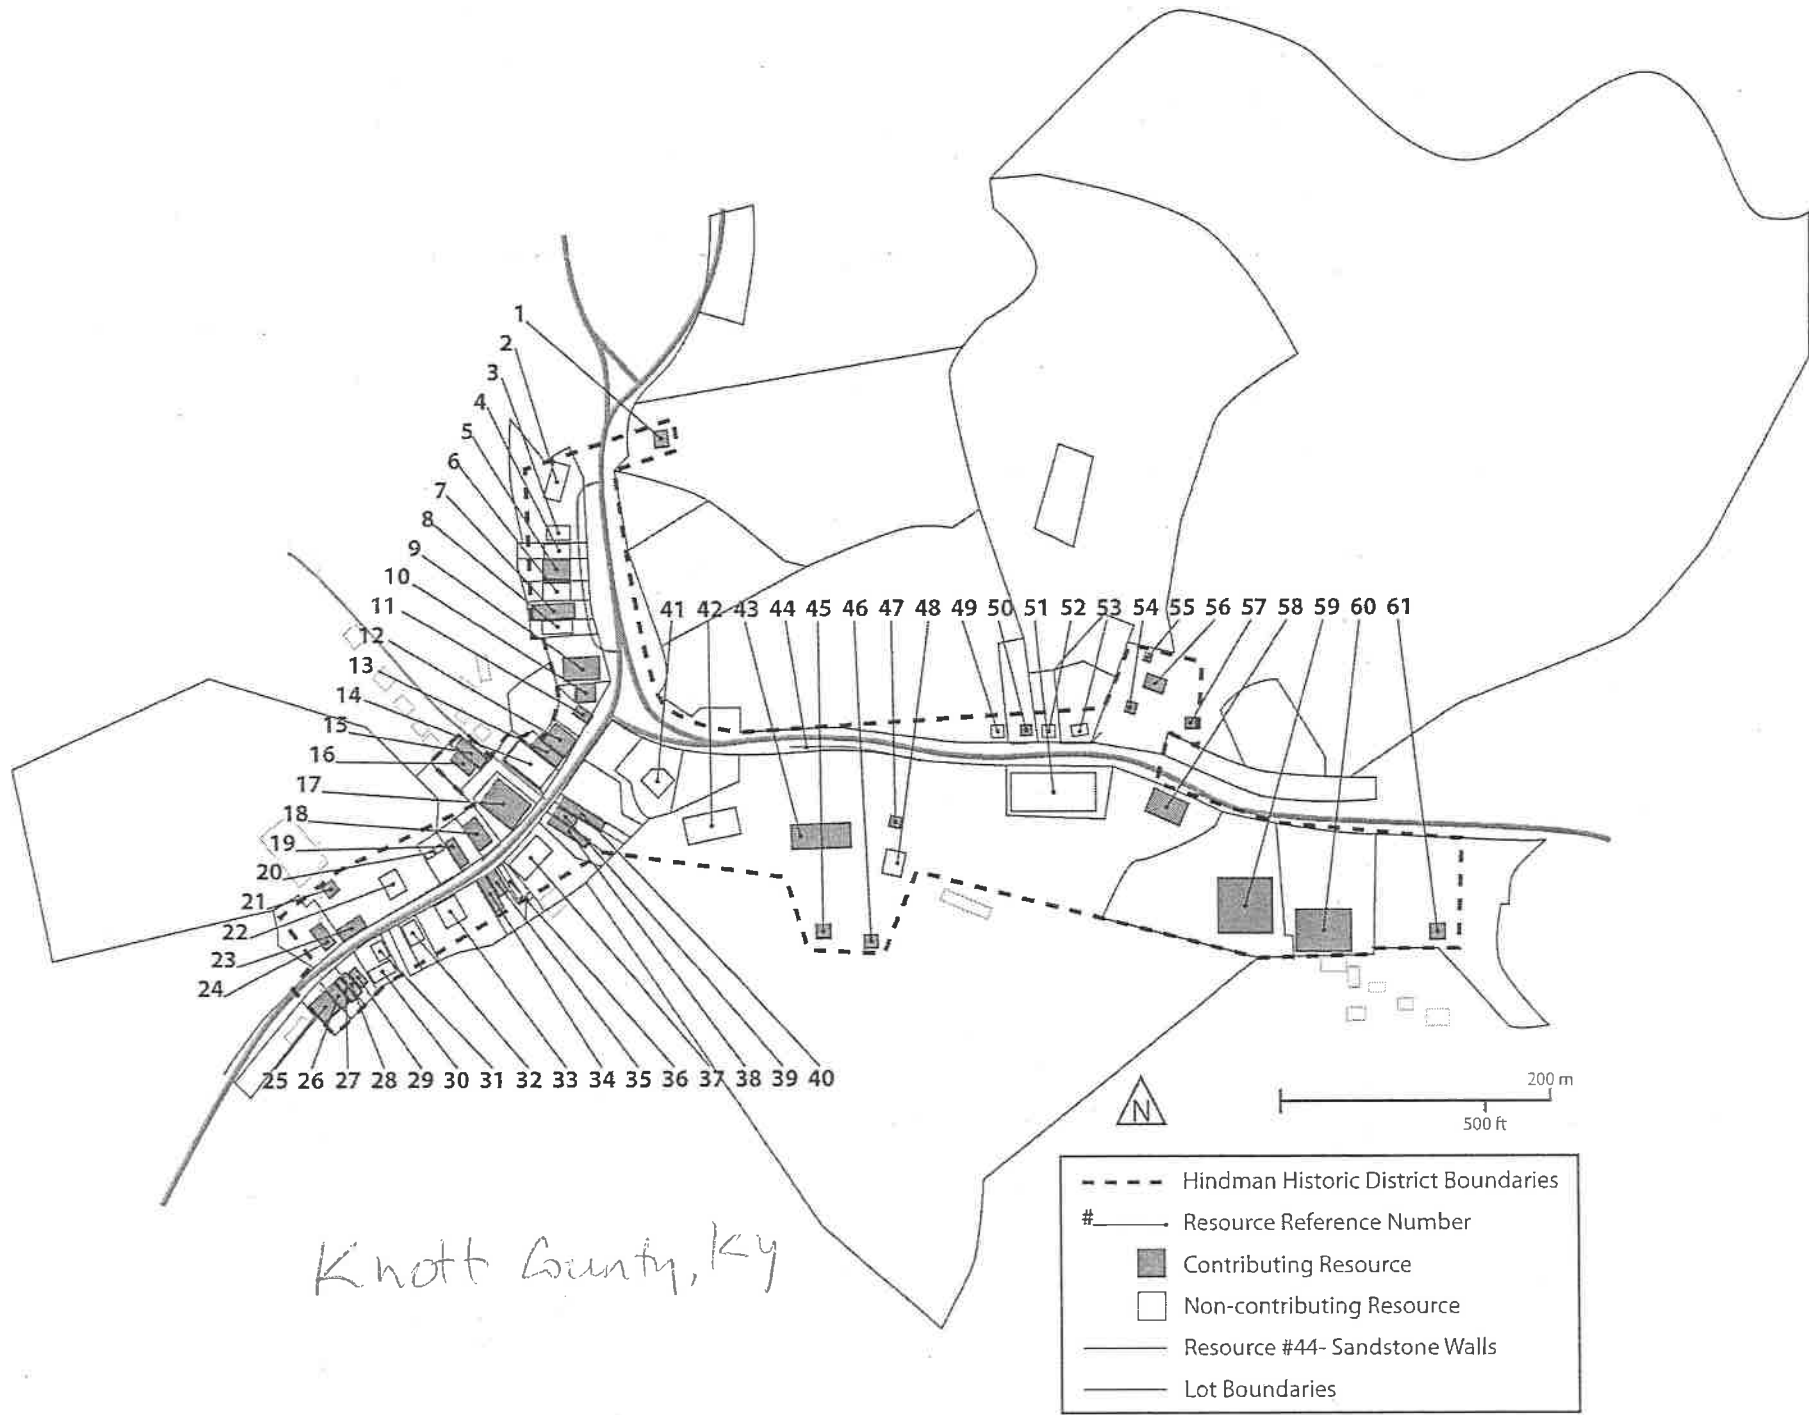 1
2
3
4
5
6
7
8
9
10
11
12
13
14
15
16
17
18
19
20
21
22
23
24
41 42 43 44 45 46 47 48 49 50 51 52 53 54 55 56 57 58 59 60 61
25 26 27 28 29 30 31 32 33 34 35 36 37 38 39 40
N
200 m
500 ft
Hindman Historic District Boundaries
# Resource Reference Number
Contributing Resource
Non-contributing Resource
Resource #44- Sandstone Walls
Lot Boundaries
Knott County, Ky